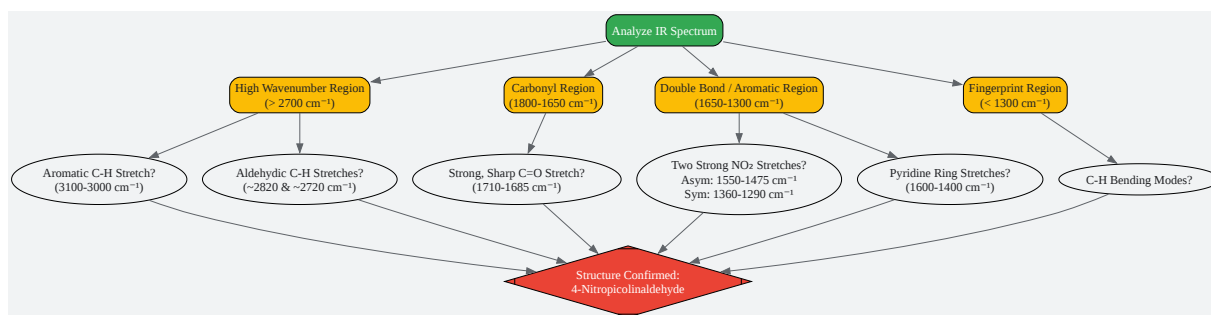 Analyze IR Spectrum
High Wavenumber Region
(> 2700 cm⁻¹)
Carbonyl Region
(1800-1650 cm⁻¹)
Double Bond / Aromatic Region
(1650-1300 cm⁻¹)
Fingerprint Region
(< 1300 cm⁻¹)
Aromatic C-H Stretch?
(3100-3000 cm⁻¹)
Aldehydic C-H Stretches?
(~2820 & ~2720 cm⁻¹)
Strong, Sharp C=O Stretch?
(1710-1685 cm⁻¹)
Two Strong NO₂ Stretches?
Asym: 1550-1475 cm⁻¹
Sym: 1360-1290 cm⁻¹
Pyridine Ring Stretches?
(1600-1400 cm⁻¹)
C-H Bending Modes?
Structure Confirmed:
4-Nitropicolinaldehyde